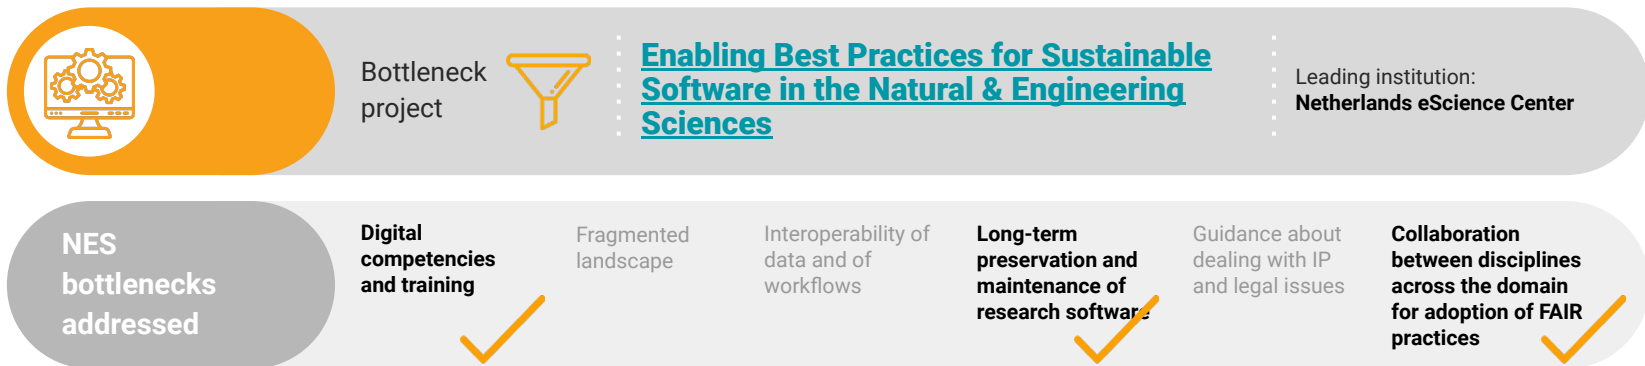 Bottleneck
project
Enabling Best Practices for Sustainable
Software in the Natural & Engineering
Sciences
Leading institution:
Netherlands eScience Center
NES
bottlenecks
addressed
Digital
competencies
and training
Fragmented
landscape
Interoperability of
data and of
workflows
Long-term
preservation and
maintenance of
research software
Guidance about
dealing with IP
and legal issues
Collaboration
between disciplines
across the domain
for adoption of FAIR
practices